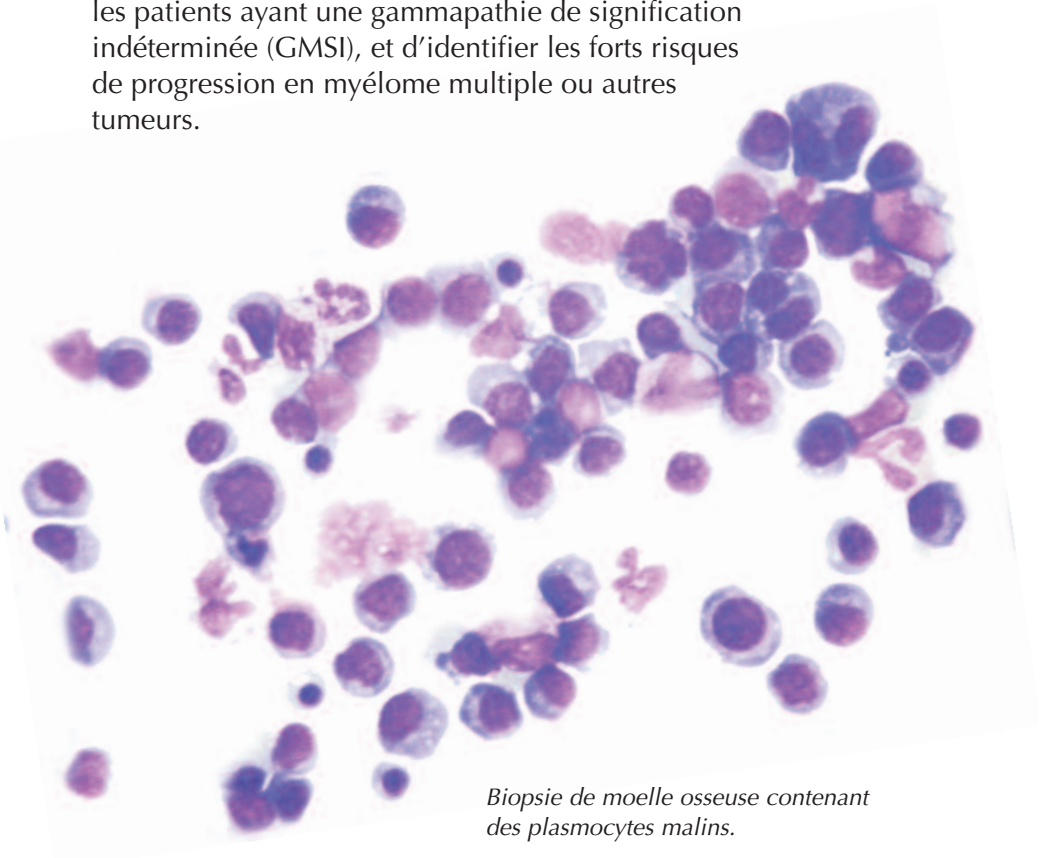 les patients ayant une gammapathie de signification
indéterminée (GMSI), et d’identifier les forts risques
de progression en myélome multiple ou autres
tumeurs.
Biopsie de moelle osseuse contenant
des plasmocytes malins.